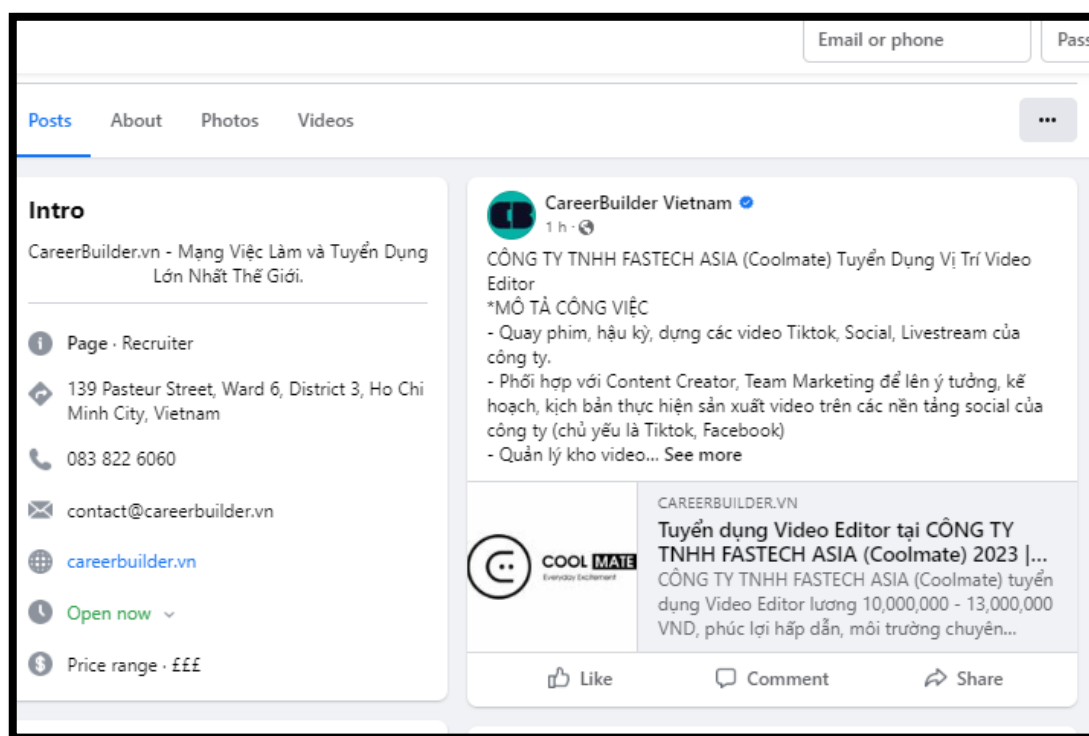 Email or phone
Pass
Posts
About
Photos
Videos
Intro
CareerBuilder.vn - Mạng Việc Làm và Tuyển Dụng
Lớn Nhất Thế Giới.
Page · Recruiter
139 Pasteur Street, Ward 6, District 3, Ho Chi
Minh City, Vietnam
083 822 6060
contact@careerbuilder.vn
careerbuilder.vn
Open now
Price range · £££
CB
CareerBuilder Vietnam
1 h ·
CÔNG TY TNHH FASTECH ASIA (Coolmate) Tuyển Dụng Vị Trí Video
Editor
*MÔ TẢ CÔNG VIỆC
- Quay phim, hậu kỳ, dựng các video Tiktok, Social, Livestream của
công ty.
- Phối hợp với Content Creator, Team Marketing để lên ý tưởng, kế
hoạch, kịch bản thực hiện sản xuất video trên các nền tảng social của
công ty (chủ yếu là Tiktok, Facebook)
- Quản lý kho video... See more
COOL MATE
Everyday Excitement
CAREERBUILDER.VN
Tuyển dụng Video Editor tại CÔNG TY
TNHH FASTECH ASIA (Coolmate) 2023 |...
CÔNG TY TNHH FASTECH ASIA (Coolmate) tuyển
dụng Video Editor lương 10,000,000 - 13,000,000
VND, phúc lợi hấp dẫn, môi trường chuyên...
Like
Comment
Share